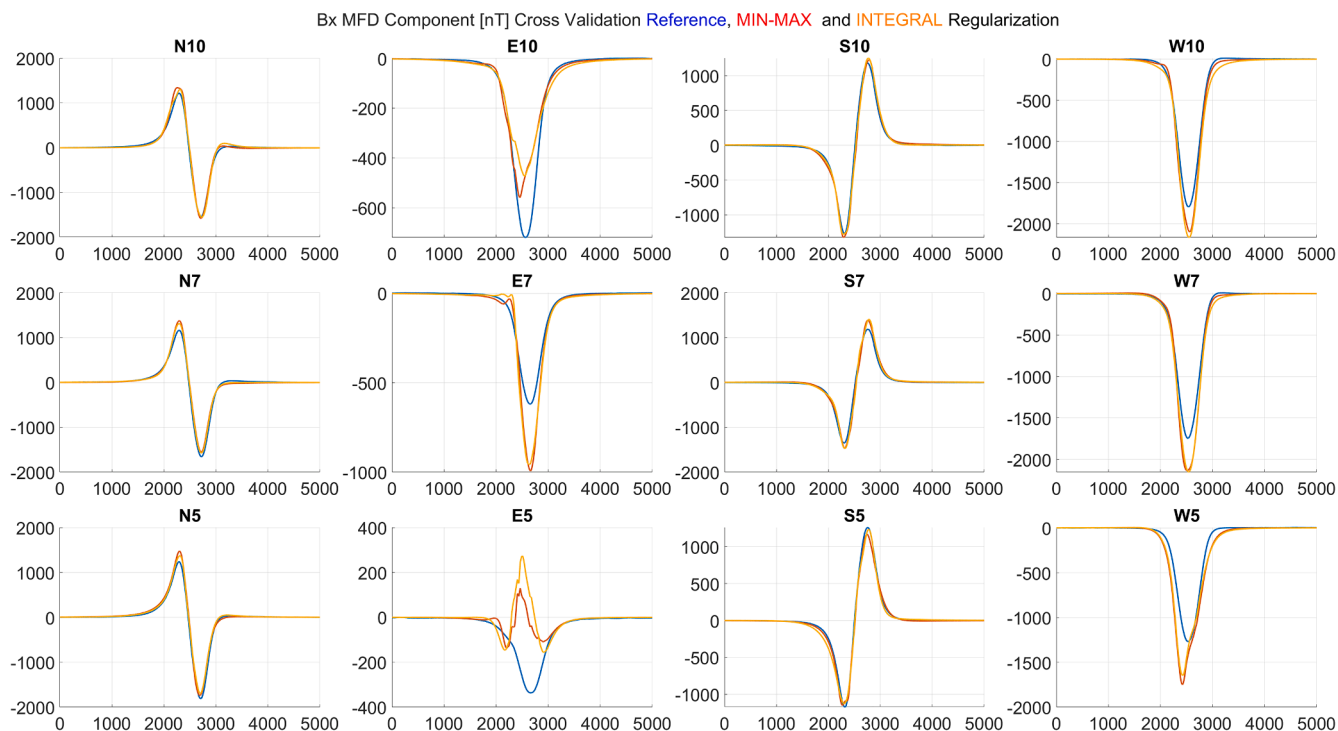 Bx MFD Component [nT] Cross Validation Reference, MIN-MAX and INTEGRAL Regularization
N10 E10 S10 W10
2000 1000 0 -1000 -2000
0 1000 2000 3000 4000 5000
0 -200 -400 -600
0 1000 2000 3000 4000 5000
1000 500 0 -500 -1000
0 1000 2000 3000 4000 5000
0 -500 -1000 -1500 -2000
0 1000 2000 3000 4000 5000
N7 E7 S7 W7
2000 1000 0 -1000 -2000
0 1000 2000 3000 4000 5000
0 -500 -1000
0 1000 2000 3000 4000 5000
2000 1000 0 -1000 -2000
0 1000 2000 3000 4000 5000
0 -500 -1000 -1500 -2000
0 1000 2000 3000 4000 5000
N5 E5 S5 W5
2000 1000 0 -1000 -2000
0 1000 2000 3000 4000 5000
400 200 0 -200 -400
0 1000 2000 3000 4000 5000
1000 500 0 -500 -1000
0 1000 2000 3000 4000 5000
0 -500 -1000 -1500 -2000
0 1000 2000 3000 4000 5000